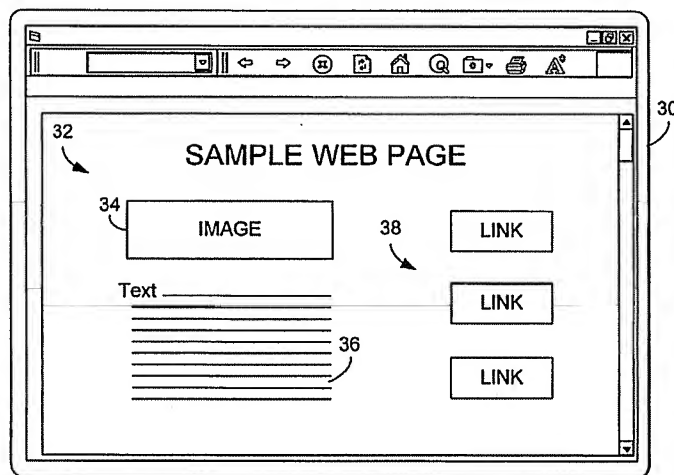 30
32
SAMPLE WEB PAGE
34
IMAGE
38
LINK
Text
LINK
36
LINK